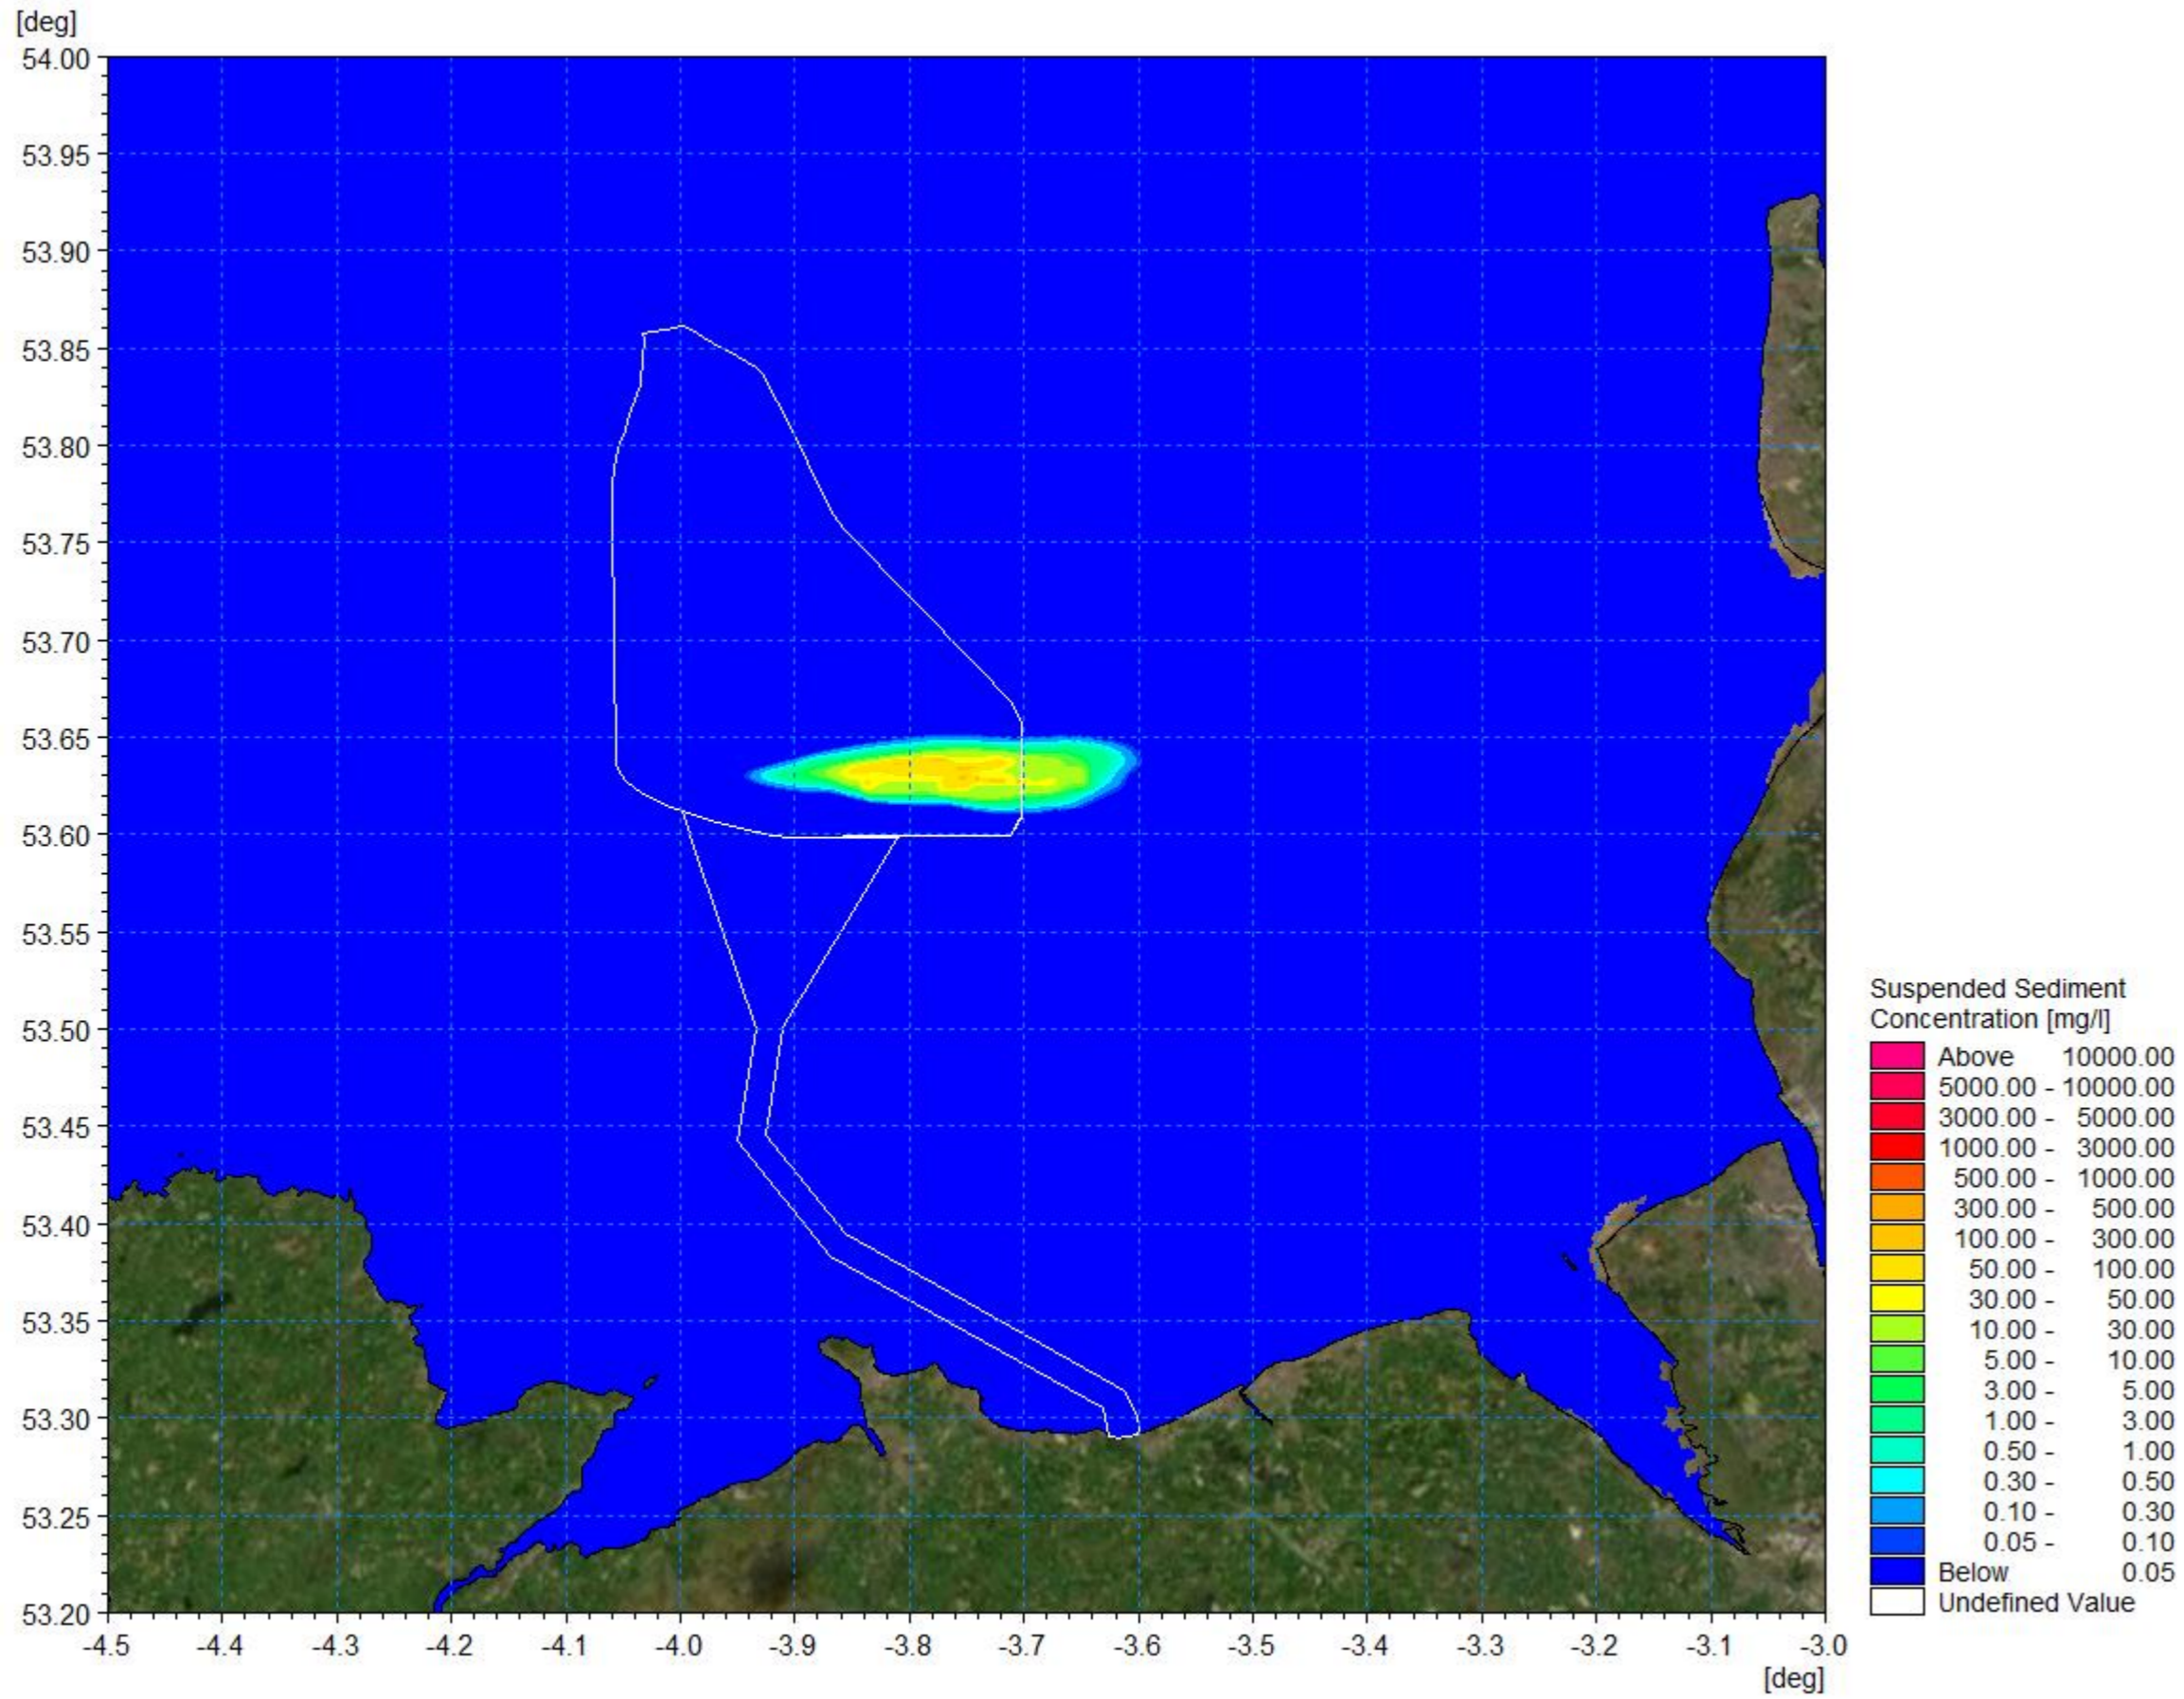 [deg]
54.00
53.95
53.90
53.85
53.80
53.75
53.70
53.65
53.60
53.55
53.50
53.45
53.40
53.35
53.30
53.25
53.20
-4.5 -4.4 -4.3 -4.2 -4.1 -4.0 -3.9 -3.8 -3.7 -3.6 -3.5 -3.4 -3.3 -3.2 -3.1 -3.0
[deg]
Suspended Sediment
Concentration [mg/l]
Above 10000.00
5000.00 - 10000.00
3000.00 - 5000.00
1000.00 - 3000.00
500.00 - 1000.00
300.00 - 500.00
100.00 - 300.00
50.00 - 100.00
30.00 - 50.00
10.00 - 30.00
5.00 - 10.00
3.00 - 5.00
1.00 - 3.00
0.50 - 1.00
0.30 - 0.50
0.10 - 0.30
0.05 - 0.10
Below 0.05
Undefined Value